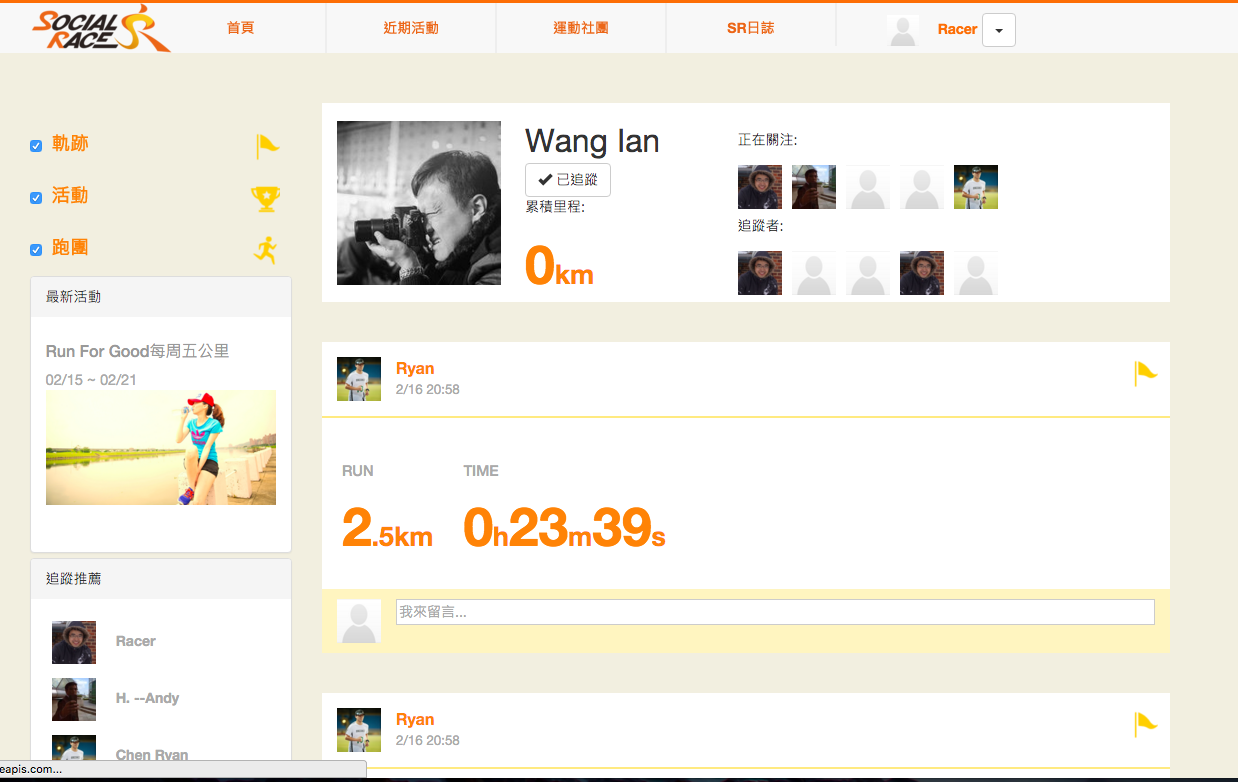 SOCIAL
RACE
首頁
近期活動
運動社團
SR日誌
Racer
軌跡
活動
跑團
最新活動
Run For Good每周五公里
02/15 ~ 02/21
追蹤推薦
Racer
H. --Andy
Chen Ryan
eapis.com...
Wang Ian
已追蹤
累積里程:
0km
正在關注:
追蹤者:
Ryan
2/16 20:58
RUN TIME
2.5km 0h23m39s
我來留言...
Ryan
2/16 20:58